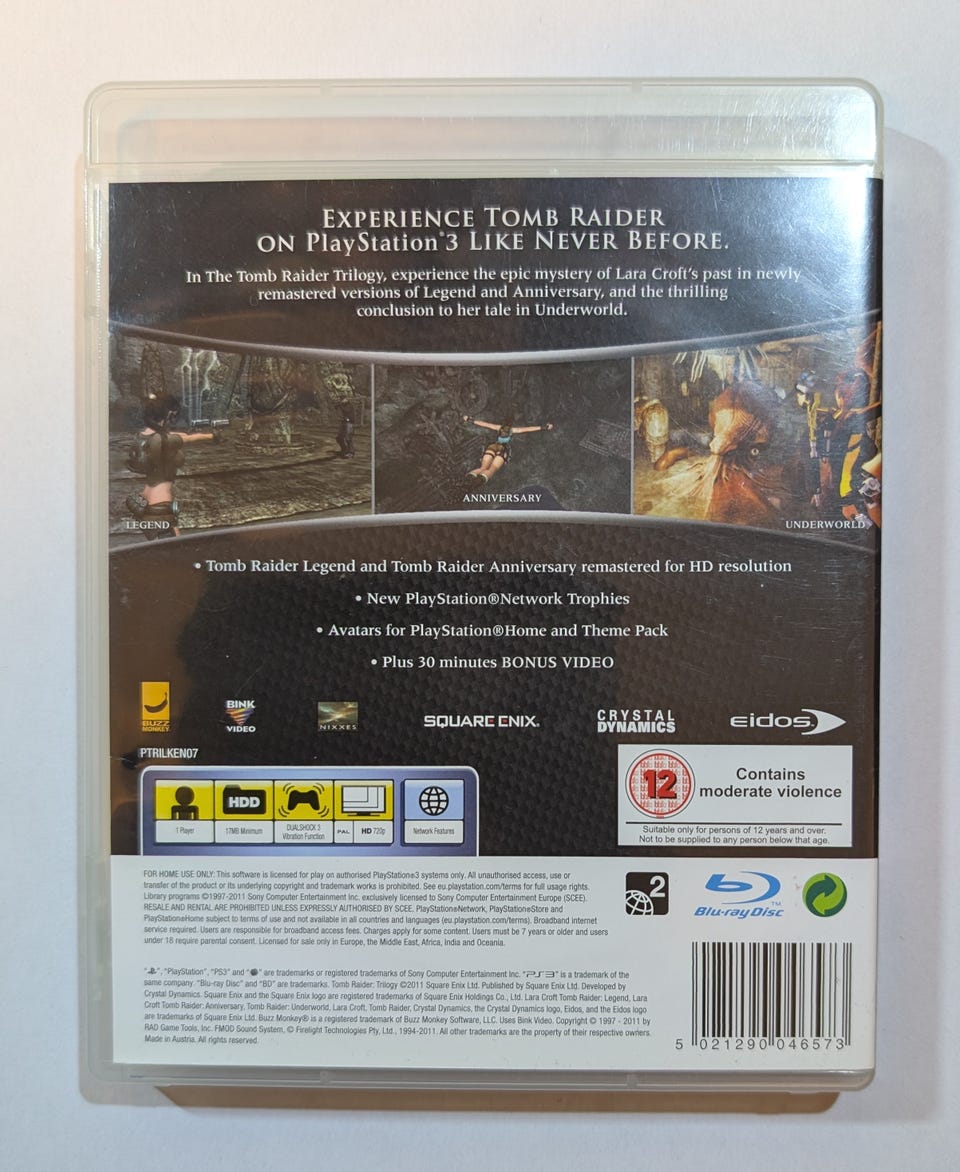 EXPERIENCE TOMB RAIDER
ON PlayStation®3 LIKE NEVER BEFORE.
In The Tomb Raider Trilogy, experience the epic mystery of Lara Croft's past in newly
remastered versions of Legend and Anniversary, and the thrilling
conclusion to her tale in Underworld.
LEGEND
ANNIVERSARY
UNDERWORLD
• Tomb Raider Legend and Tomb Raider Anniversary remastered for HD resolution
• New PlayStation®Network Trophies
• Avatars for PlayStation®Home and Theme Pack
• Plus 30 minutes BONUS VIDEO
BUZZ
MONKEY
BINK
VIDEO
NIXXES
SQUARE ENIX.
CRYSTAL
DYNAMICS
eidos
PTRILKEN07
HDD
1 Player
17MB Minimum
DUALSHOCK 3
Vibration Function
PAL
HD 720p
Network Features
12
Contains
moderate violence
Suitable only for persons of 12 years and over.
Not to be supplied to any person below that age.
FOR HOME USE ONLY: This software is licensed for play on authorised PlayStation®3 systems only. All unauthorised access, use or
transfer of the product or its underlying copyright and trademark works is prohibited. See eu.playstation.com/terms for full usage rights.
Library programs ©1997-2011 Sony Computer Entertainment Inc. exclusively licensed to Sony Computer Entertainment Europe (SCEE).
RESALE AND RENTAL ARE PROHIBITED UNLESS EXPRESSLY AUTHORISED BY SCEE. PlayStation®Network, PlayStation®Store and
PlayStation®Home subject to terms of use and not available in all countries and languages (eu.playstation.com/terms). Broadband internet
service required. Users are responsible for broadband access fees. Charges apply for some content. Users must be 7 years or older and users
under 18 require parental consent. Licensed for sale only in Europe, the Middle East, Africa, India and Oceania.
2
Blu-ray Disc™
"", "PlayStation", "PS3" and "" are trademarks or registered trademarks of Sony Computer Entertainment Inc. "PS3" is a trademark of the
same company. "Blu-ray Disc" and "BD" are trademarks. Tomb Raider: Trilogy ©2011 Square Enix Ltd. Published by Square Enix Ltd. Developed by
Crystal Dynamics. Square Enix and the Square Enix logo are registered trademarks of Square Enix Holdings Co., Ltd. Lara Croft Tomb Raider: Legend, Lara
Croft Tomb Raider: Anniversary, Tomb Raider: Underworld, Lara Croft, Tomb Raider, Crystal Dynamics, the Crystal Dynamics logo, Eidos, and the Eidos logo
are trademarks of Square Enix Ltd. Buzz Monkey® is a registered trademark of Buzz Monkey Software, LLC. Uses Bink Video. Copyright © 1997 - 2011 by
RAD Game Tools, Inc. FMOD Sound System, © Firelight Technologies Pty, Ltd., 1994-2011. All other trademarks are the property of their respective owners.
Made in Austria. All rights reserved.
5 021290 046573